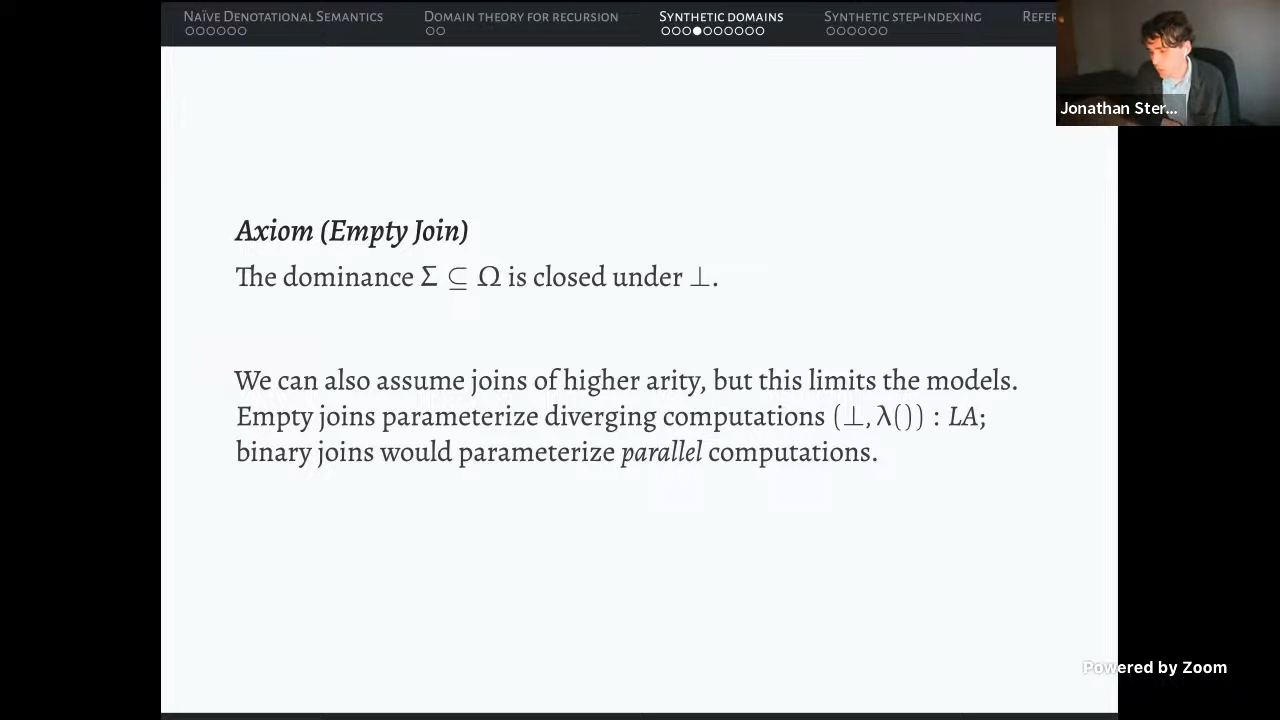 Naïve Denotational Semantics Domain theory for recursion Synthetic domains Synthetic step-indexing Refer
Jonathan Ster...
Axiom (Empty Join)
The dominance Σ ⊆ Ω is closed under ⊥.
We can also assume joins of higher arity, but this limits the models.
Empty joins parameterize diverging computations (⊥, λ()) : LA;
binary joins would parameterize parallel computations.
Powered by Zoom